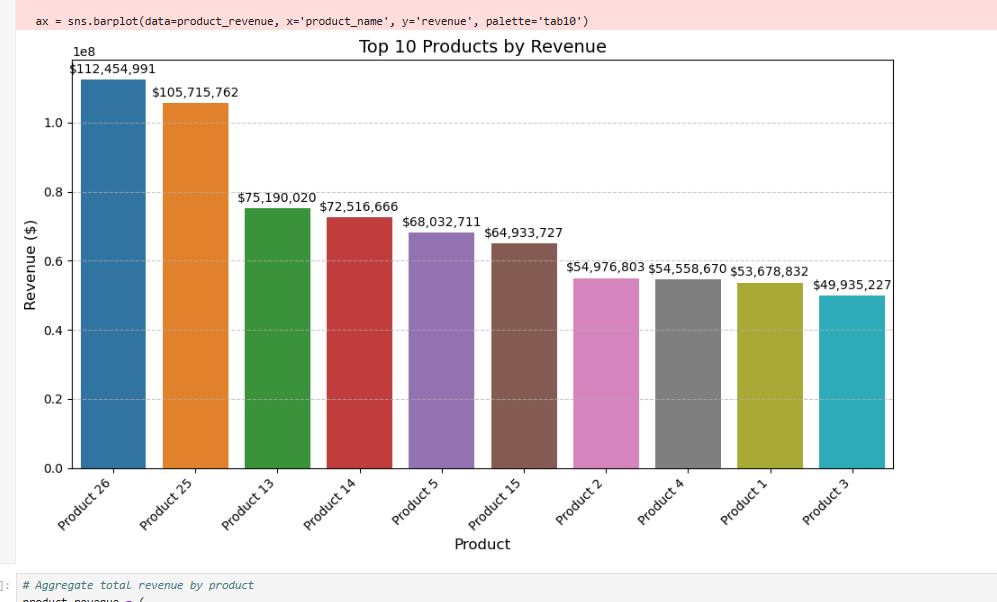 ax = sns.barplot(data=product_revenue, x='product_name', y='revenue', palette='tab10')
Top 10 Products by Revenue
1e8
$112,454,991
$105,715,762
$75,190,020
$72,516,666
$68,032,711
$64,933,727
$54,976,803
$54,558,670
$53,678,832
$49,935,227
1.0
0.8
0.6
0.4
0.2
0.0
Revenue ($)
Product 26
Product 25
Product 13
Product 14
Product 5
Product 15
Product 2
Product 4
Product 1
Product 3
Product
]: # Aggregate total revenue by product
product_revenue = (